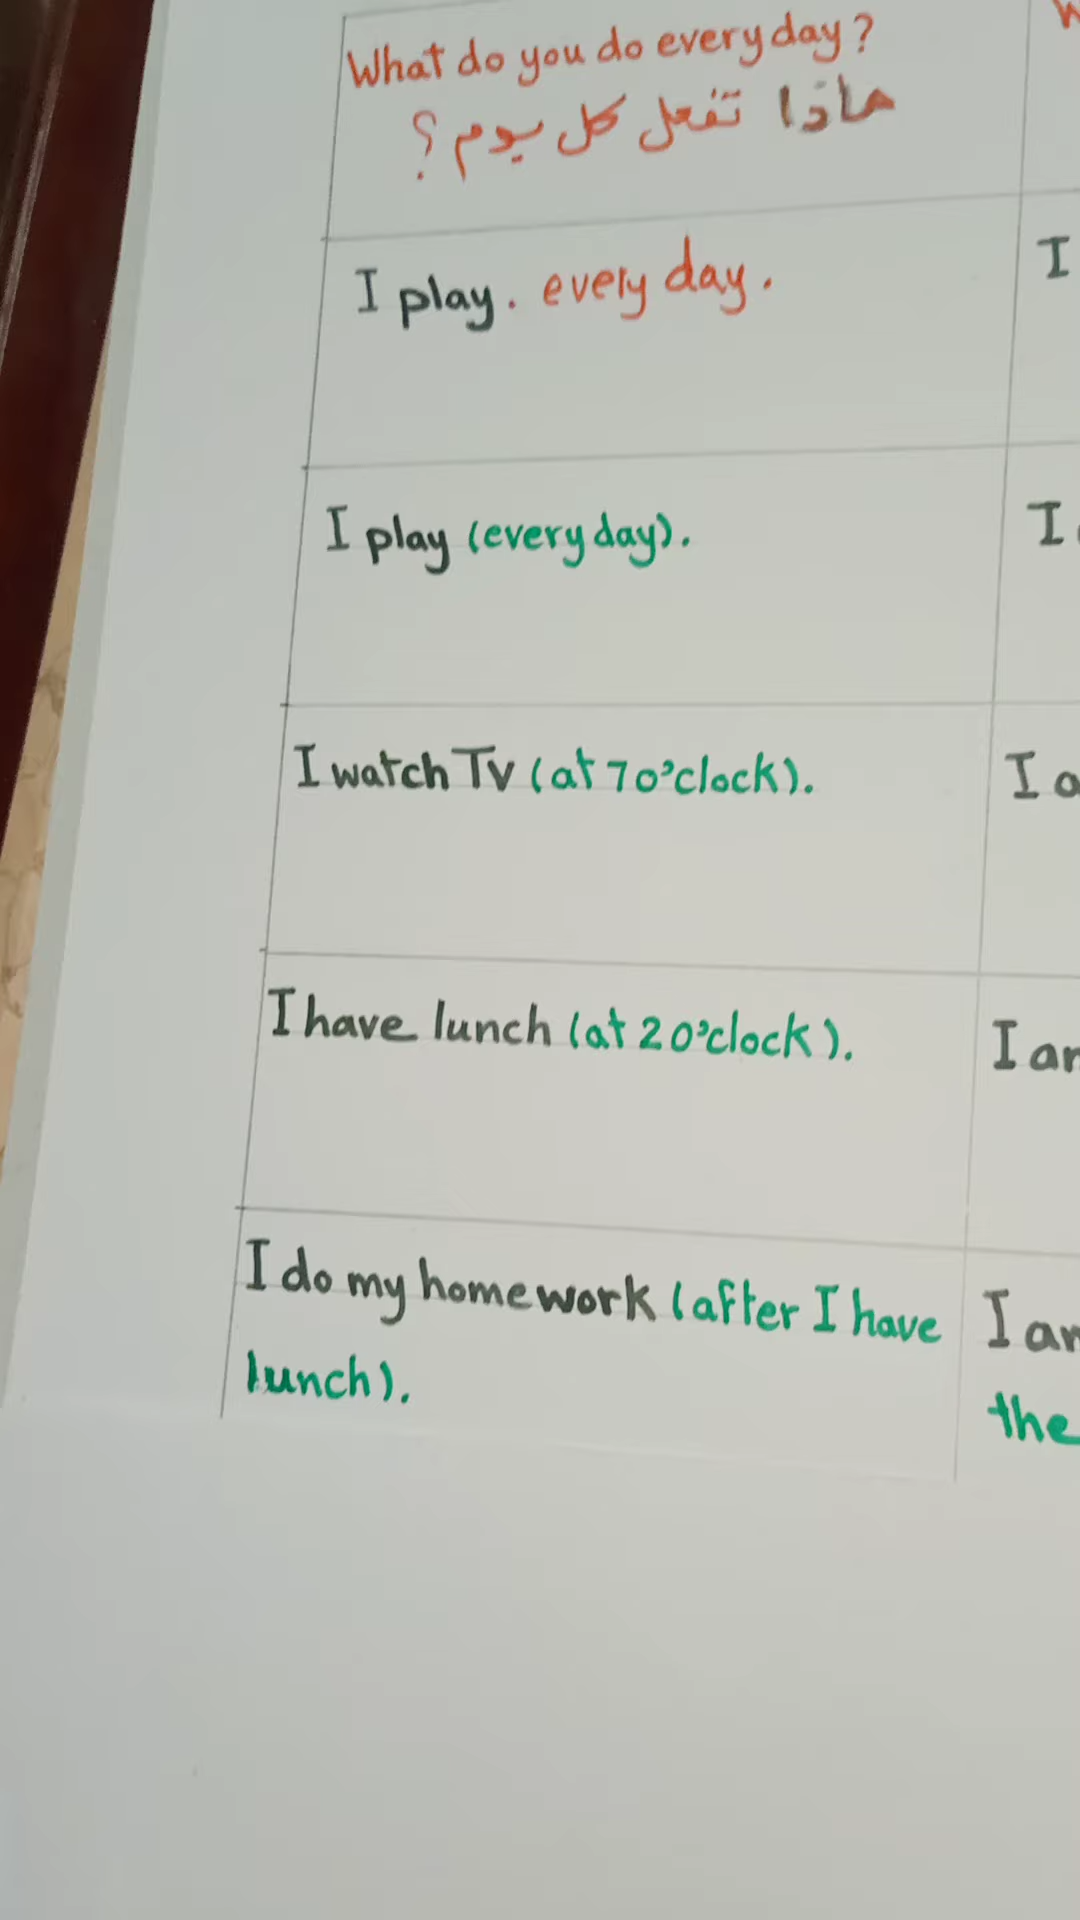 What do you do every day?
ماذا تفعل كل يوم؟
I play. every day.
I
I play (every day).
I
I watch TV (at 7 o'clock).
I
I have lunch (at 2 o'clock).
I
I do my homework (after I have
lunch).
I
the